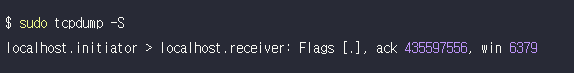 $ sudo tcpdump -S
localhost.initiator > localhost.receiver: Flags [.], ack 435597556, win 6379